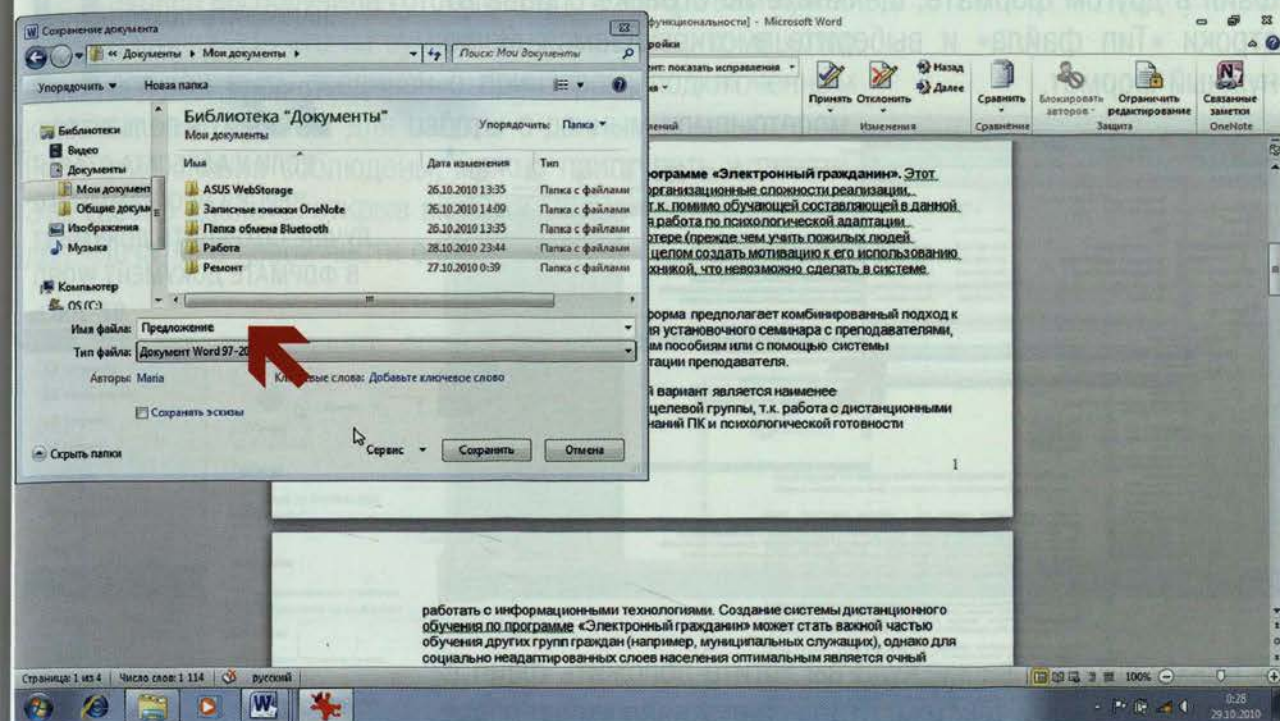 Сохранение документа
функциональности] - Microsoft Word
« Документы ▸ Мои документы ▸
Поиск: Мои документы
Упорядочить ▼ Новая папка
Библиотека "Документы"
Мои документы
Упорядочить: Папка ▼
Имя Дата изменения Тип
ASUS WebStorage 26.10.2010 13:35 Папка с файлами
Записные книжки OneNote 26.10.2010 14:09 Папка с файлами
Папка обмена Bluetooth 26.10.2010 13:35 Папка с файлами
Работа 28.10.2010 23:44 Папка с файлами
Ремонт 27.10.2010 0:39 Папка с файлами
Библиотеки
Видео
Документы
Мои документ
Общие докум
Изображения
Музыка
Компьютер
OS (C:)
Имя файла: Предложение
Тип файла: Документ Word 97-20
Авторы: Maria
Ключевые слова: Добавьте ключевое слово
Сохранять эскизы
Скрыть папки
Сервис ▼ Сохранить Отмена
показать исправления
Принять Отклонить
Назад
Далее
Изменения
Сравнить
Сравнение
Блокировать авторов
Ограничить редактирование
Защита
Связанные заметки
OneNote
ограмме «Электронный гражданин». Этот
организационные сложности реализации,
т.к. помимо обучающей составляющей в данной
работа по психологической адаптации
отере (прежде чем учить пожилых людей
целом создать мотивацию к его использованию
хникой, что невозможно сделать в системе
орма предполагает комбинированный подход к
ия установочного семинара с преподавателями,
ым пособиям или с помощью системы
тации преподавателя.
й вариант является наименее
целевой группы, т.к. работа с дистанционными
наний ПК и психологической готовности
1
работать с информационными технологиями. Создание системы дистанционного
обучения по программе «Электронный гражданин» может стать важной частью
обучения других групп граждан (например, муниципальных служащих), однако для
социально неадаптированных слоев населения оптимальным является очный
Страница: 1 из 4 Число слов: 1 114 русский
100%
0:28
29.10.2010